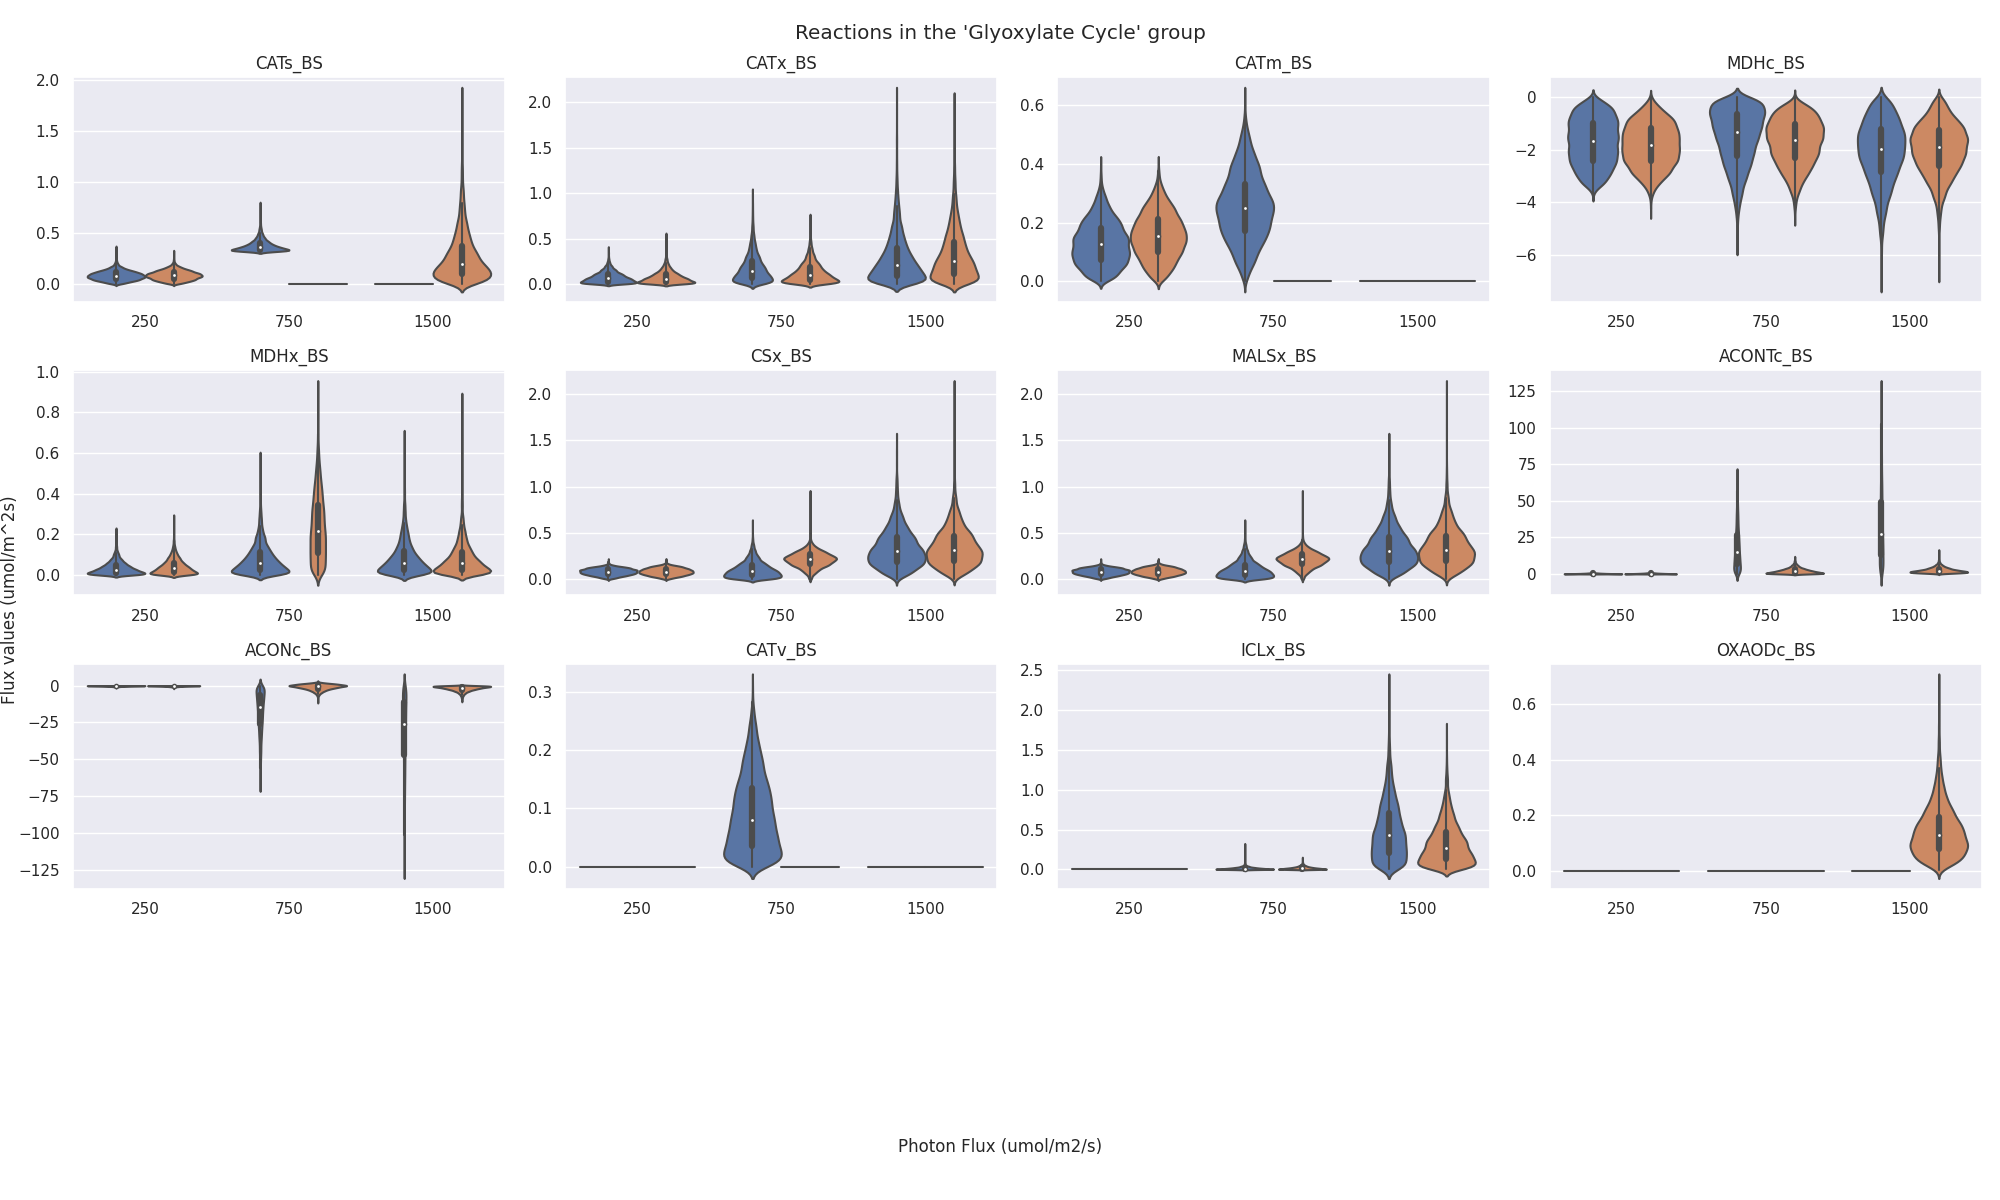 Reactions in the 'Glyoxylate Cycle' group
CATs_BS
2.0
1.5
1.0
0.5
0.0
250 750 1500
CATx_BS
2.0
1.5
1.0
0.5
0.0
250 750 1500
CATm_BS
0.6
0.4
0.2
0.0
250 750 1500
MDHc_BS
0
−2
−4
−6
250 750 1500
MDHx_BS
1.0
0.8
0.6
0.4
0.2
0.0
250 750 1500
CSx_BS
2.0
1.5
1.0
0.5
0.0
250 750 1500
MALSx_BS
2.0
1.5
1.0
0.5
0.0
250 750 1500
ACONTc_BS
125
100
75
50
25
0
250 750 1500
ACONc_BS
0
−25
−50
−75
−100
−125
250 750 1500
CATv_BS
0.3
0.2
0.1
0.0
250 750 1500
ICLx_BS
2.5
2.0
1.5
1.0
0.5
0.0
250 750 1500
OXAODc_BS
0.6
0.4
0.2
0.0
250 750 1500
Flux values (umol/m^2s)
Photon Flux (umol/m2/s)